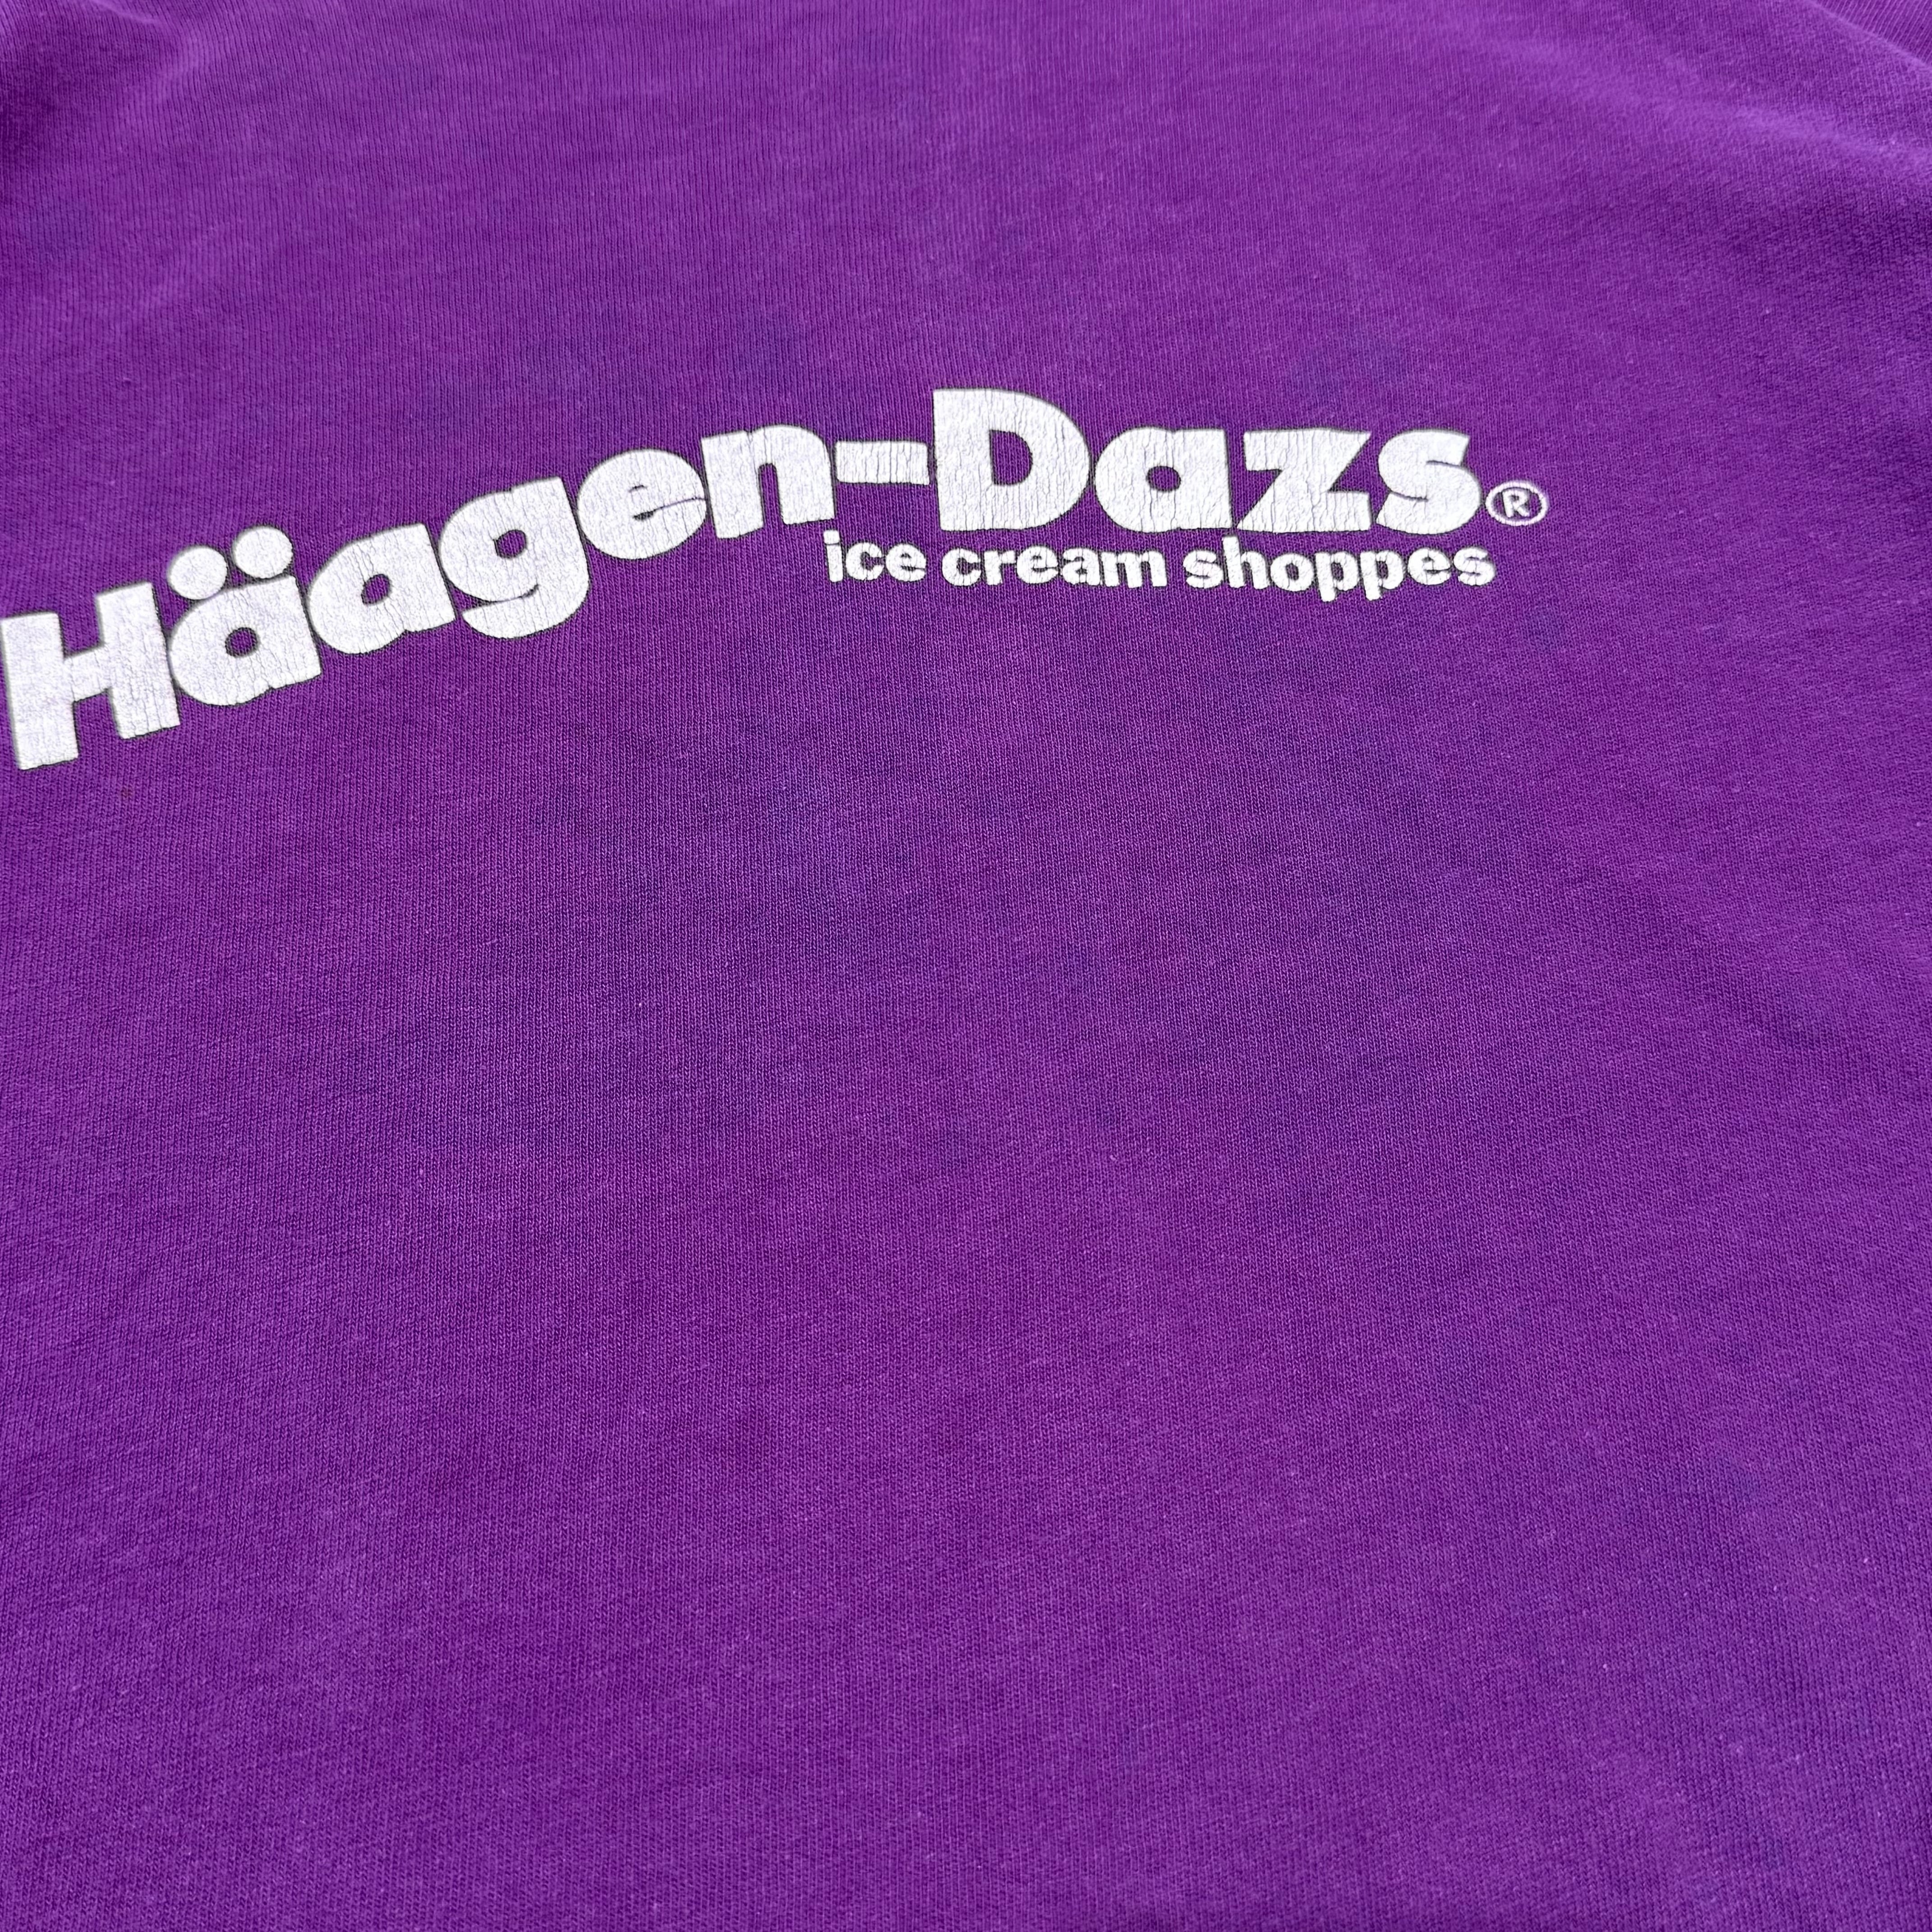 Häagen-Dazs®
ice cream shoppes